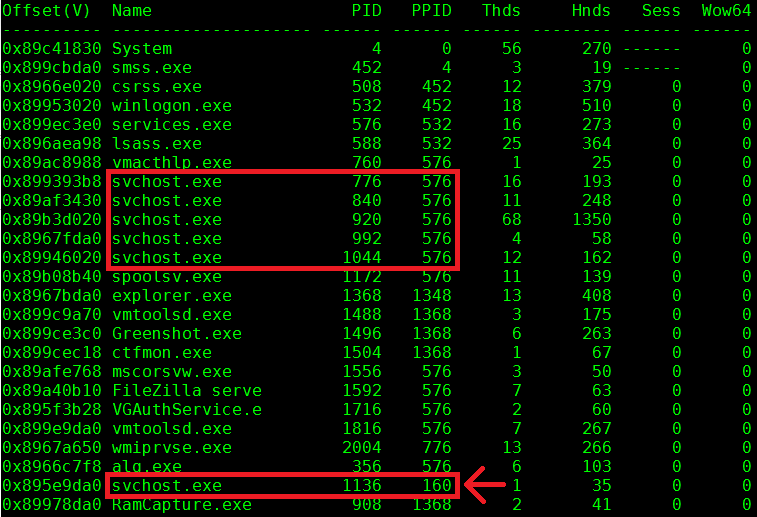 Offset(V) Name PID PPID Thds Hnds Sess Wow64
---------- -------------------- ------ ------ ------ -------- ------ ------
0x89c41830 System 4 0 56 270 ------ 0
0x899cbda0 smss.exe 452 4 3 19 ------ 0
0x8966e020 csrss.exe 508 452 12 379 0 0
0x89953020 winlogon.exe 532 452 18 510 0 0
0x899ec3e0 services.exe 576 532 16 273 0 0
0x896aea98 lsass.exe 588 532 25 364 0 0
0x89ac8988 vmacthlp.exe 760 576 1 25 0 0
0x899393b8 svchost.exe 776 576 16 193 0 0
0x89af3430 svchost.exe 840 576 11 248 0 0
0x89b3d020 svchost.exe 920 576 68 1350 0 0
0x8967fda0 svchost.exe 992 576 4 58 0 0
0x89946020 svchost.exe 1044 576 12 162 0 0
0x89b08b40 spoolsv.exe 1172 576 11 139 0 0
0x8967bda0 explorer.exe 1368 1348 13 408 0 0
0x899c9a70 vmtoolsd.exe 1488 1368 3 175 0 0
0x899ce3c0 Greenshot.exe 1496 1368 6 263 0 0
0x899cec18 ctfmon.exe 1504 1368 1 67 0 0
0x89afe768 mscorsvw.exe 1556 576 3 50 0 0
0x89a40b10 FileZilla serve 1592 576 7 63 0 0
0x895f3b28 VGAuthService.e 1716 576 2 60 0 0
0x899e9da0 vmtoolsd.exe 1816 576 7 267 0 0
0x8967a650 wmiprvse.exe 2004 776 13 266 0 0
0x8966c7f8 alg.exe 356 576 6 103 0 0
0x895e9da0 svchost.exe 1136 160 1 35 0 0
0x89978da0 RamCapture.exe 908 1368 2 41 0 0